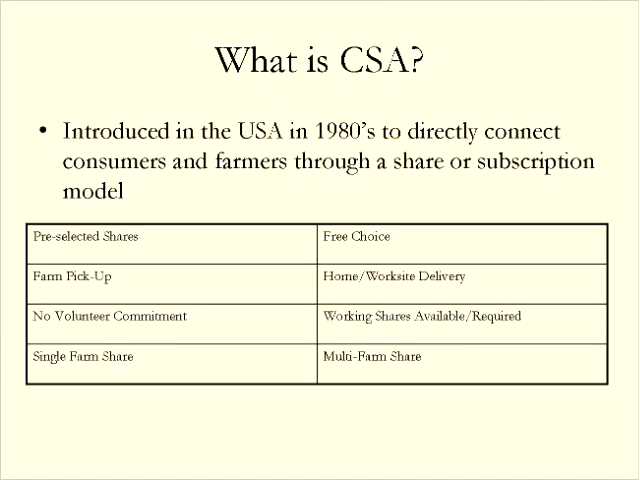 What is CSA?
• Introduced in the USA in 1980's to directly connect
consumers and farmers through a share or subscription
model
Pre-selected Shares
Free Choice
Farm Pick-Up
Home/Worksite Delivery
No Volunteer Commitment
Working Shares Available/Required
Single Farm Share
Multi-Farm Share